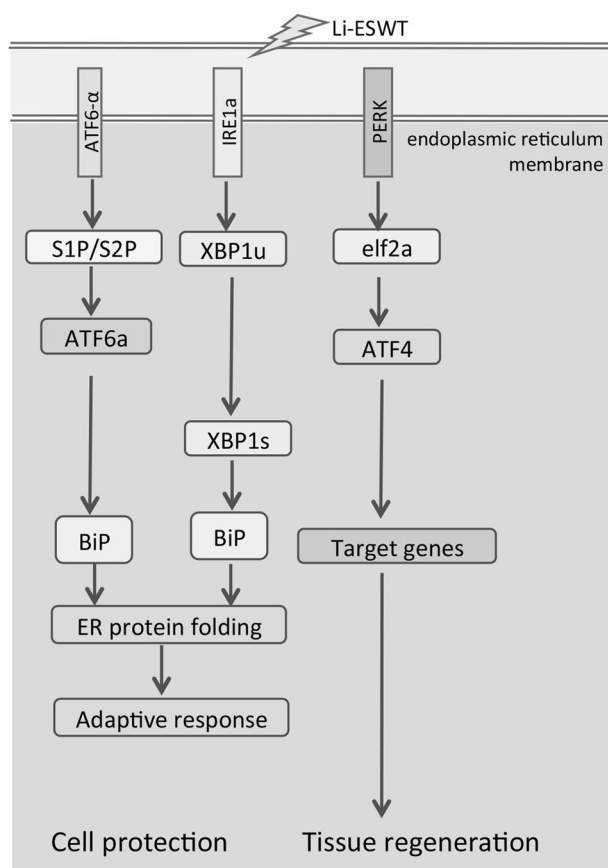 Li-ESWT
ATF6-α
IRE1a
PERK
endoplasmic reticulum
membrane
S1P/S2P
XBP1u
elf2a
ATF6a
ATF4
XBP1s
BiP
BiP
Target genes
ER protein folding
Adaptive response
Cell protection
Tissue regeneration